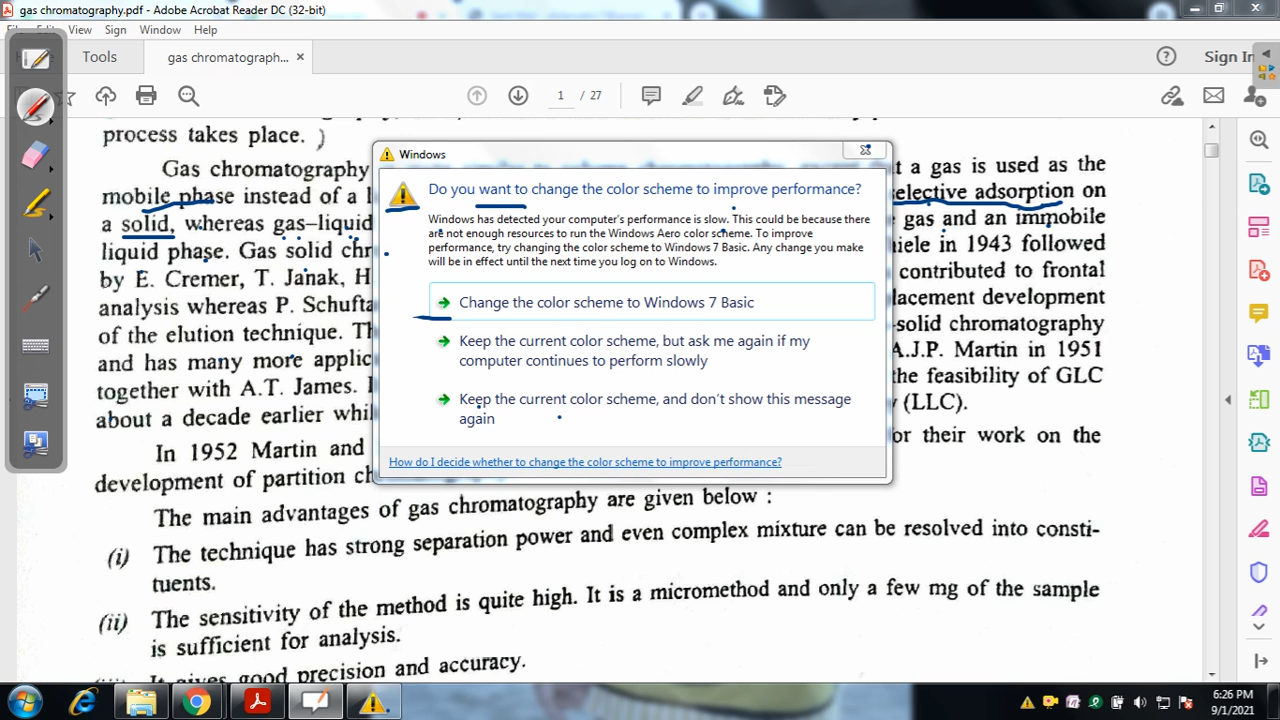 gas chromatography.pdf - Adobe Acrobat Reader DC (32-bit)
View Sign Window Help
Tools
gas chromatograph...
Sign In
1 / 27
process takes place. )
Gas chromatography
t a gas is used as the
mobile phase instead of a l
selective adsorption on
a solid, whereas gas-liquid
gas and an immobile
liquid phase. Gas solid chr
iele in 1943 followed
by E. Cremer, T. Janak, H
contributed to frontal
analysis whereas P. Schufta
lacement development
of the elution technique. Th
-solid chromatography
and has many more applic
A.J.P. Martin in 1951
together with A.T. James. I
the feasibility of GLC
about a decade earlier whil
y (LLC).
In 1952 Martin and
or their work on the
development of partition ch
The main advantages of gas chromatography are given below :
(i) The technique has strong separation power and even complex mixture can be resolved into consti-
tuents.
(ii) The sensitivity of the method is quite high. It is a micromethod and only a few mg of the sample
is sufficient for analysis.
It gives good precision and accuracy.
Windows
Do you want to change the color scheme to improve performance?
Windows has detected your computer's performance is slow. This could be because there
are not enough resources to run the Windows Aero color scheme. To improve
performance, try changing the color scheme to Windows 7 Basic. Any change you make
will be in effect until the next time you log on to Windows.
Change the color scheme to Windows 7 Basic
Keep the current color scheme, but ask me again if my
computer continues to perform slowly
Keep the current color scheme, and don't show this message
again
How do I decide whether to change the color scheme to improve performance?
6:26 PM
9/1/2021